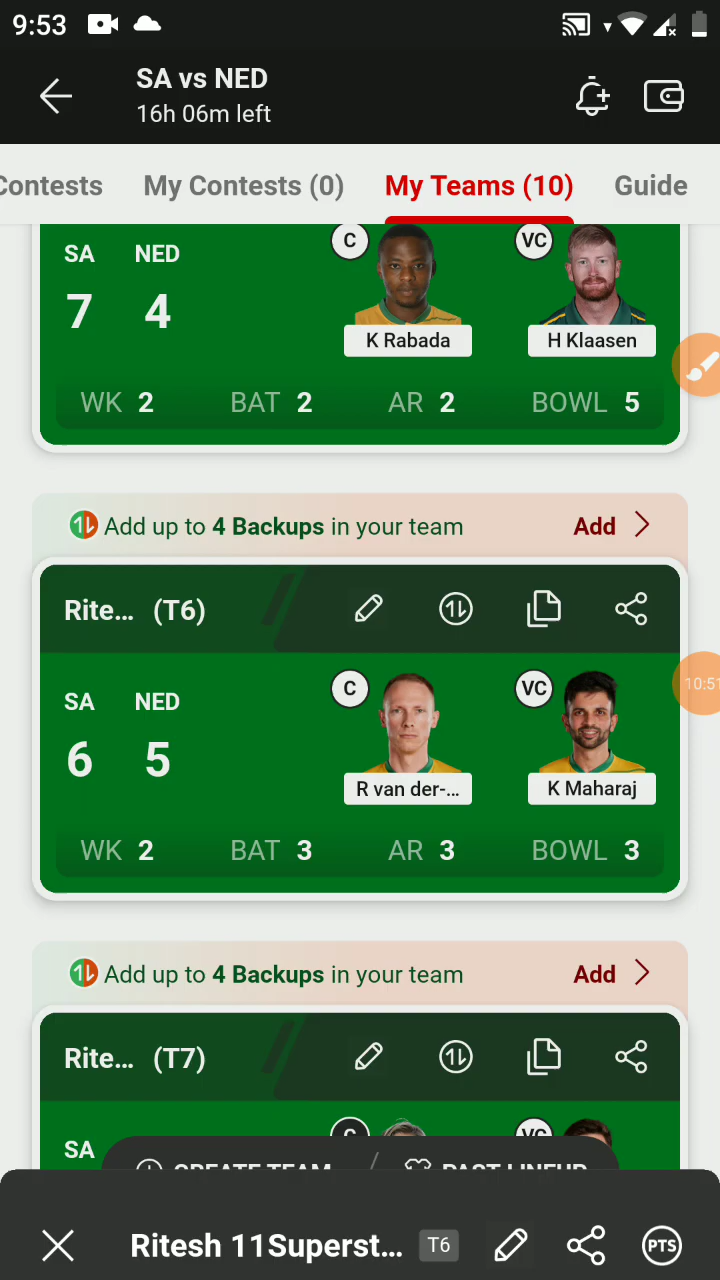 9:53
SA vs NED
16h 06m left
Contests My Contests (0) My Teams (10) Guide
SA NED
7 4
C VC
K Rabada H Klaasen
WK 2 BAT 2 AR 2 BOWL 5
Add up to 4 Backups in your team Add
Rite... (T6)
SA NED
6 5
C VC
R van der-... K Maharaj
WK 2 BAT 3 AR 3 BOWL 3
10:51
Add up to 4 Backups in your team Add
Rite... (T7)
SA
C VC
CREATE TEAM / PAST LINEUP
Ritesh 11Superst... T6 PTS